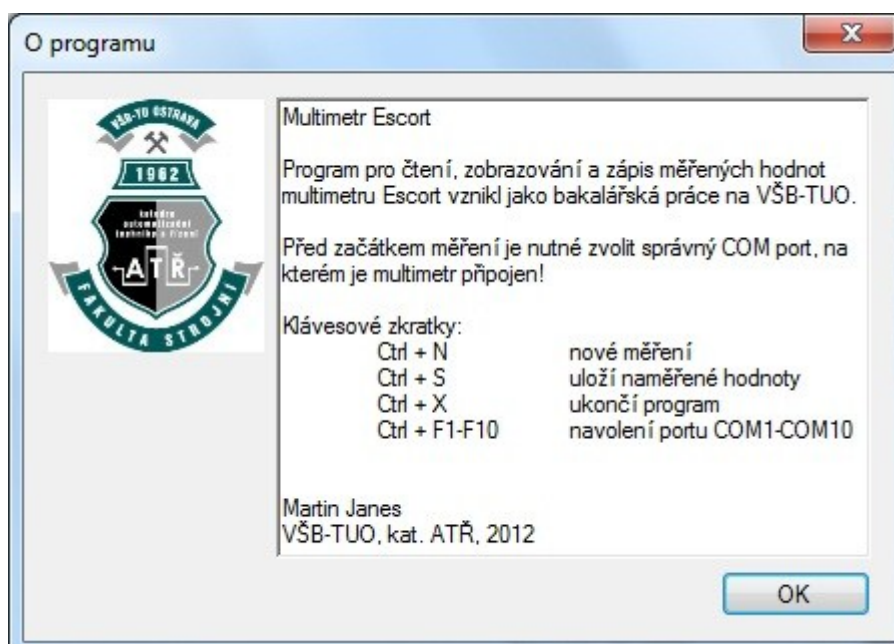 O programu
VŠB-TU OSTRAVA
1962
katedra
automatizační
techniky a řízení
ATŘ
FAKULTA STROJNÍ
Multimetr Escort
Program pro čtení, zobrazování a zápis měřených hodnot
multimetru Escort vznikl jako bakalářská práce na VŠB-TUO.
Před začátkem měření je nutné zvolit správný COM port, na
kterém je multimetr připojen!
Klávesové zkratky:
Ctrl + N nové měření
Ctrl + S uloží naměřené hodnoty
Ctrl + X ukončí program
Ctrl + F1-F10 navolení portu COM1-COM10
Martin Janes
VŠB-TUO, kat. ATŘ, 2012
OK